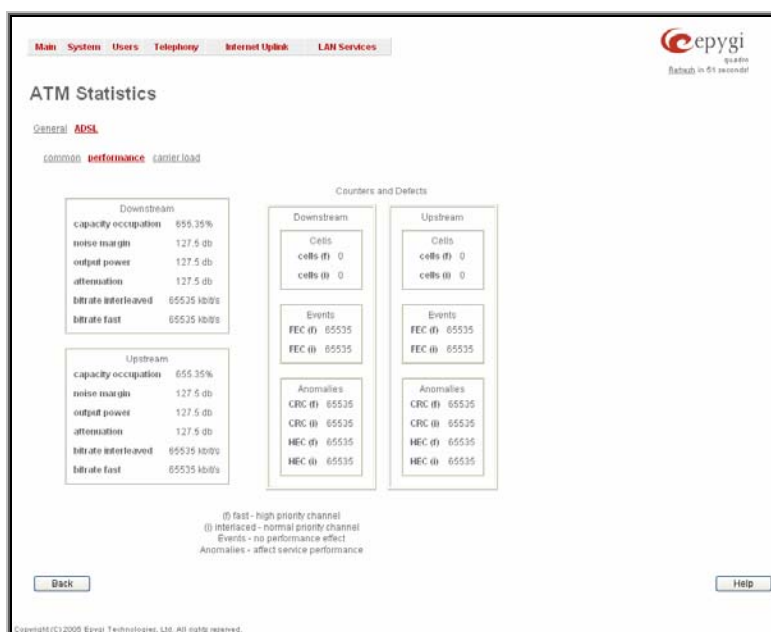 Main System Users Telephony Internet Uplink LAN Services
epygi
quadro
Refresh in 51 seconds!
ATM Statistics
General ADSL
common performance carrier load
Downstream
capacity occupation 655.35%
noise margin 127.5 db
output power 127.5 db
attenuation 127.5 db
bitrate interleaved 65535 kbit/s
bitrate fast 65535 kbit/s
Upstream
capacity occupation 655.35%
noise margin 127.5 db
output power 127.5 db
attenuation 127.5 db
bitrate interleaved 65535 kbit/s
bitrate fast 65535 kbit/s
Counters and Defects
Downstream
Cells
cells (f) 0
cells (i) 0
Events
FEC (f) 65535
FEC (i) 65535
Anomalies
CRC (f) 65535
CRC (i) 65535
HEC (f) 65535
HEC (i) 65535
Upstream
Cells
cells (f) 0
cells (i) 0
Events
FEC (f) 65535
FEC (i) 65535
Anomalies
CRC (f) 65535
CRC (i) 65535
HEC (f) 65535
HEC (i) 65535
(f) fast - high priority channel
(i) interlaced - normal priority channel
Events - no performance effect
Anomalies - affect service performance
Back
Help
Copyright (C) 2005 Epygi Technologies, Ltd. All rights reserved.